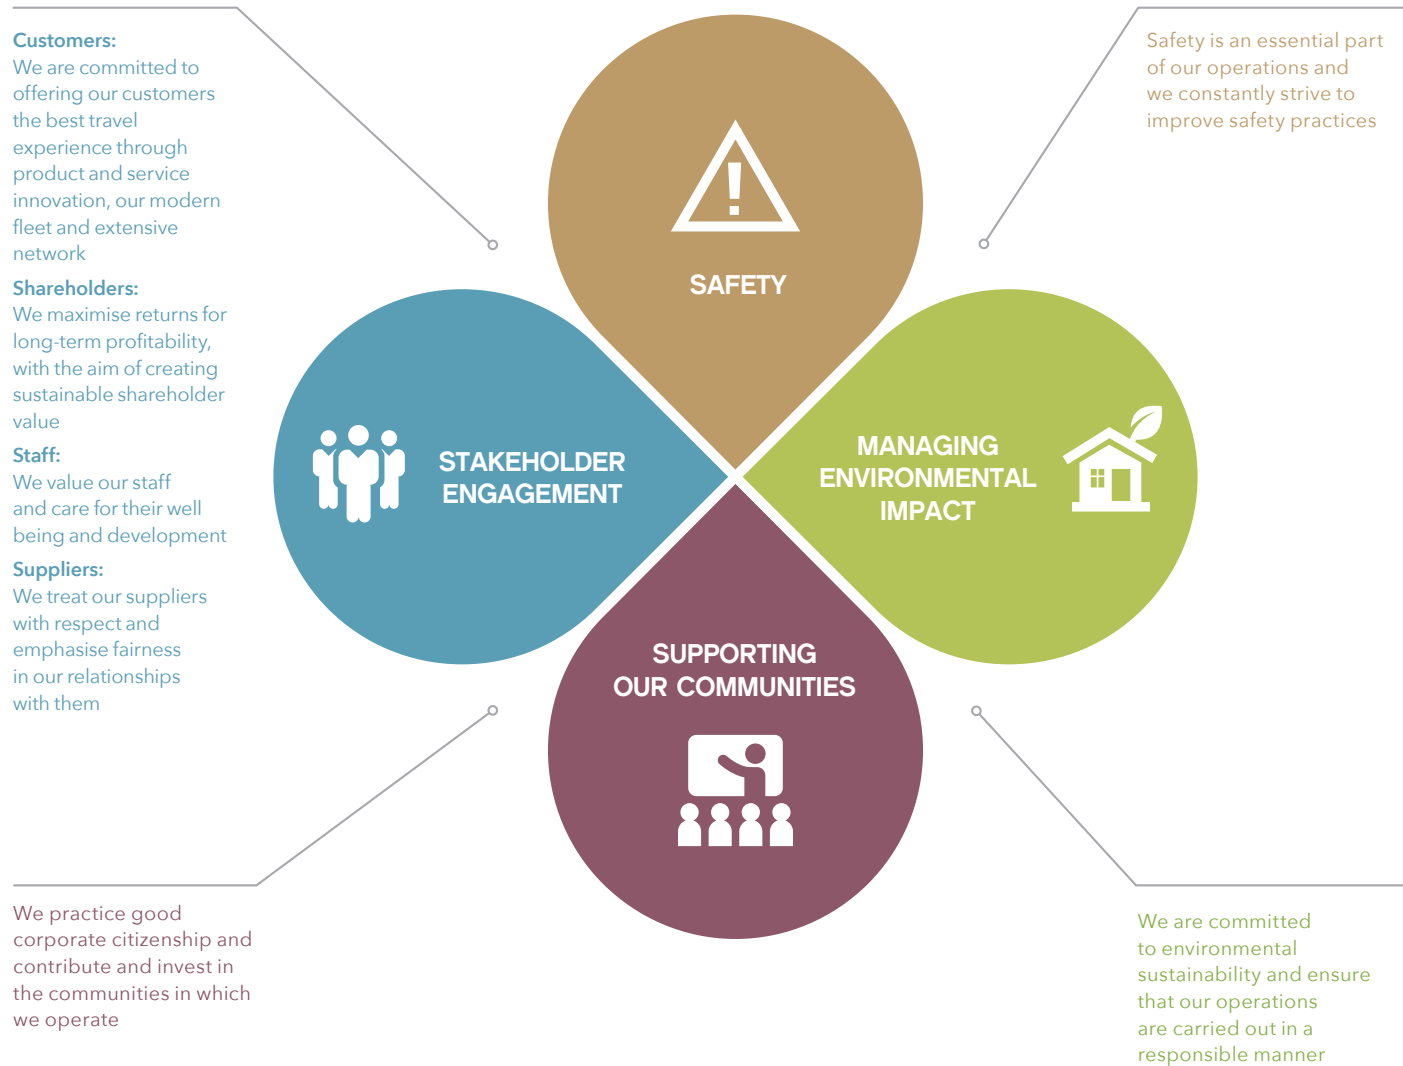 Customers:
We are committed to
offering our customers
the best travel
experience through
product and service
innovation, our modern
fleet and extensive
network
Shareholders:
We maximise returns for
long-term profitability,
with the aim of creating
sustainable shareholder
value
Staff:
We value our staff
and care for their well
being and development
Suppliers:
We treat our suppliers
with respect and
emphasise fairness
in our relationships
with them
Safety is an essential part
of our operations and
we constantly strive to
improve safety practices
SAFETY
STAKEHOLDER
ENGAGEMENT
MANAGING
ENVIRONMENTAL
IMPACT
SUPPORTING
OUR COMMUNITIES
We practice good
corporate citizenship and
contribute and invest in
the communities in which
we operate
We are committed
to environmental
sustainability and ensure
that our operations
are carried out in a
responsible manner